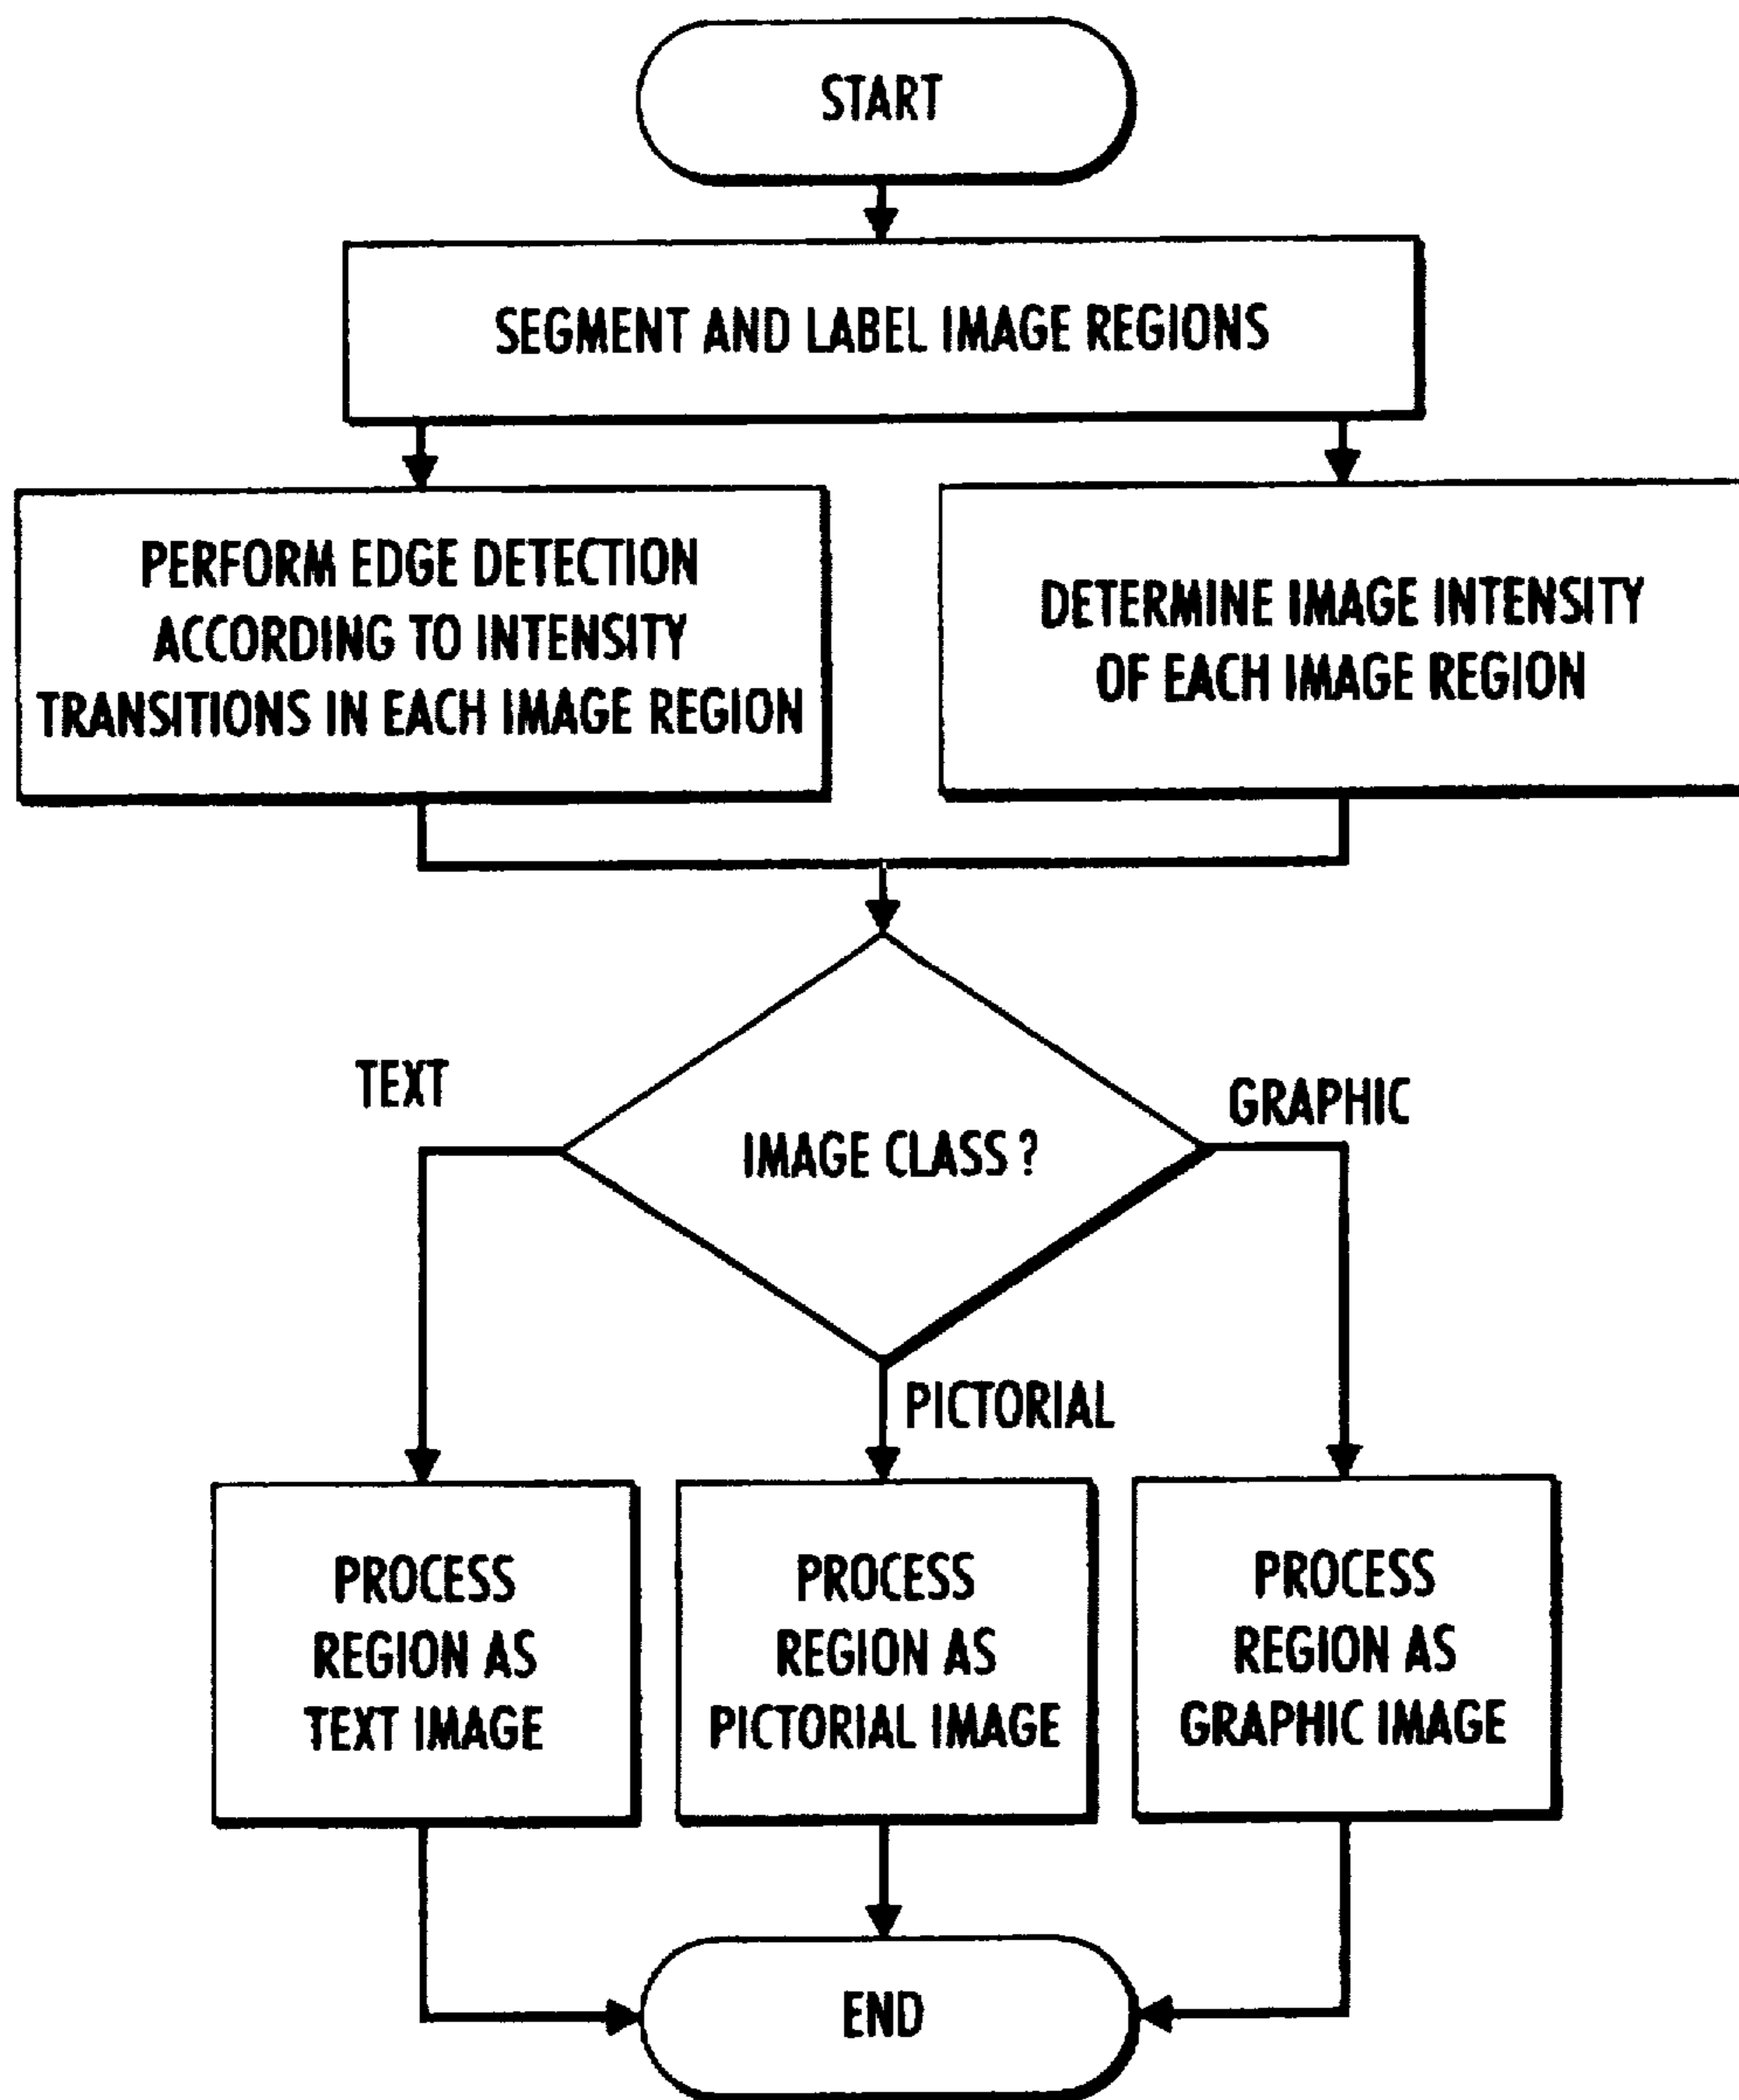 START
SEGMENT AND LABEL IMAGE REGIONS
PERFORM EDGE DETECTION
ACCORDING TO INTENSITY
TRANSITIONS IN EACH IMAGE REGION
DETERMINE IMAGE INTENSITY
OF EACH IMAGE REGION
TEXT
IMAGE CLASS ?
GRAPHIC
PICTORIAL
PROCESS
REGION AS
TEXT IMAGE
PROCESS
REGION AS
PICTORIAL IMAGE
PROCESS
REGION AS
GRAPHIC IMAGE
END